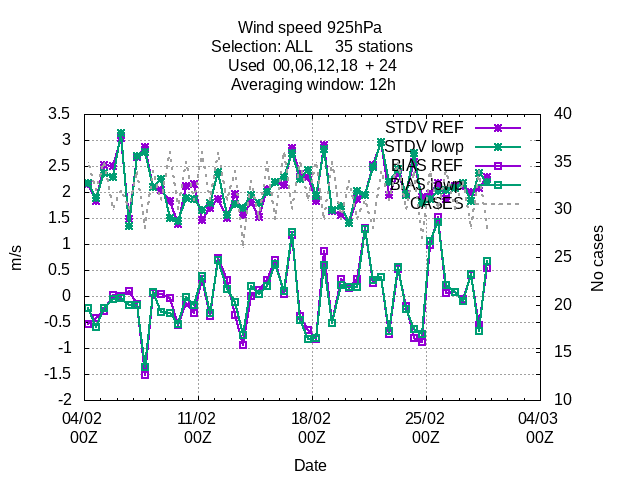 Wind speed 925hPa
Selection: ALL 35 stations
Used 00,06,12,18 + 24
Averaging window: 12h
3.5
3
2.5
2
1.5
1
0.5
0
-0.5
-1
-1.5
-2
m/s
40
35
30
25
20
15
10
No cases
STDV REF
STDV lowp
BIAS REF
BIAS lowp
CASES
04/02 11/02 18/02 25/02 04/03
00Z 00Z 00Z 00Z 00Z
Date